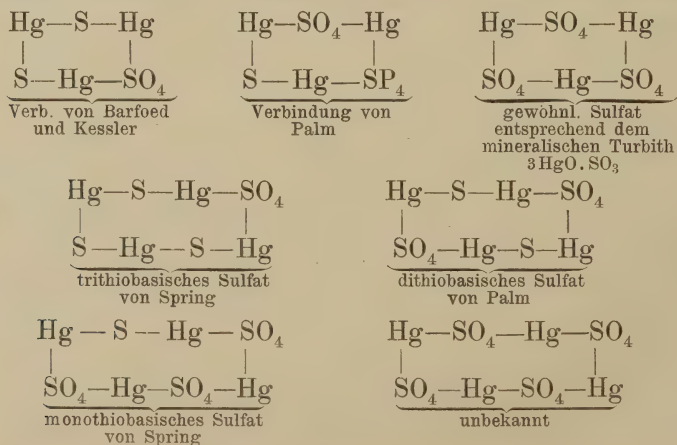 Hg—S—Hg Hg—SO₄—Hg Hg—SO₄—Hg
S—Hg—SO₄ S—Hg—SP₄ SO₄—Hg—SO₄
Verb. von Barfoed Verbindung von gewöhnl. Sulfat
und Kessler Palm entsprechend dem
mineralischen Turbith
3HgO.SO₃
Hg—S—Hg—SO₄ Hg—S—Hg—SO₄
S—Hg--S—Hg SO₄—Hg—S—Hg
trithiobasisches Sulfat dithiobasisches Sulfat
von Spring von Palm
Hg — S -- Hg — SO₄ Hg—SO₄—Hg—SO₄
SO₄—Hg—SO₄—Hg SO₄—Hg—SO₄—Hg
monothiobasisches Sulfat unbekannt
von Spring